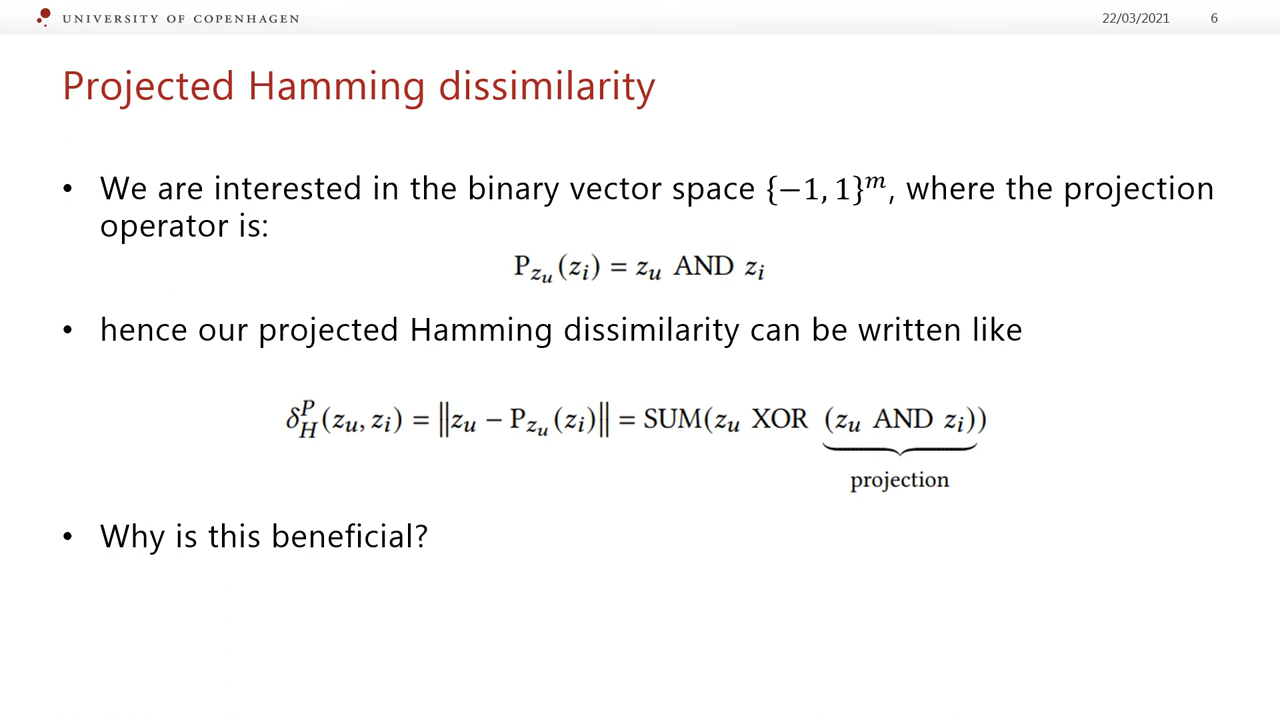 UNIVERSITY OF COPENHAGEN 22/03/2021 6
Projected Hamming dissimilarity
• We are interested in the binary vector space {−1, 1}ᵐ, where the projection
operator is:
P_{z_u}(z_i) = z_u AND z_i
• hence our projected Hamming dissimilarity can be written like
δ_H^P(z_u, z_i) = ‖z_u − P_{z_u}(z_i)‖ = SUM(z_u XOR (z_u AND z_i))
projection
• Why is this beneficial?